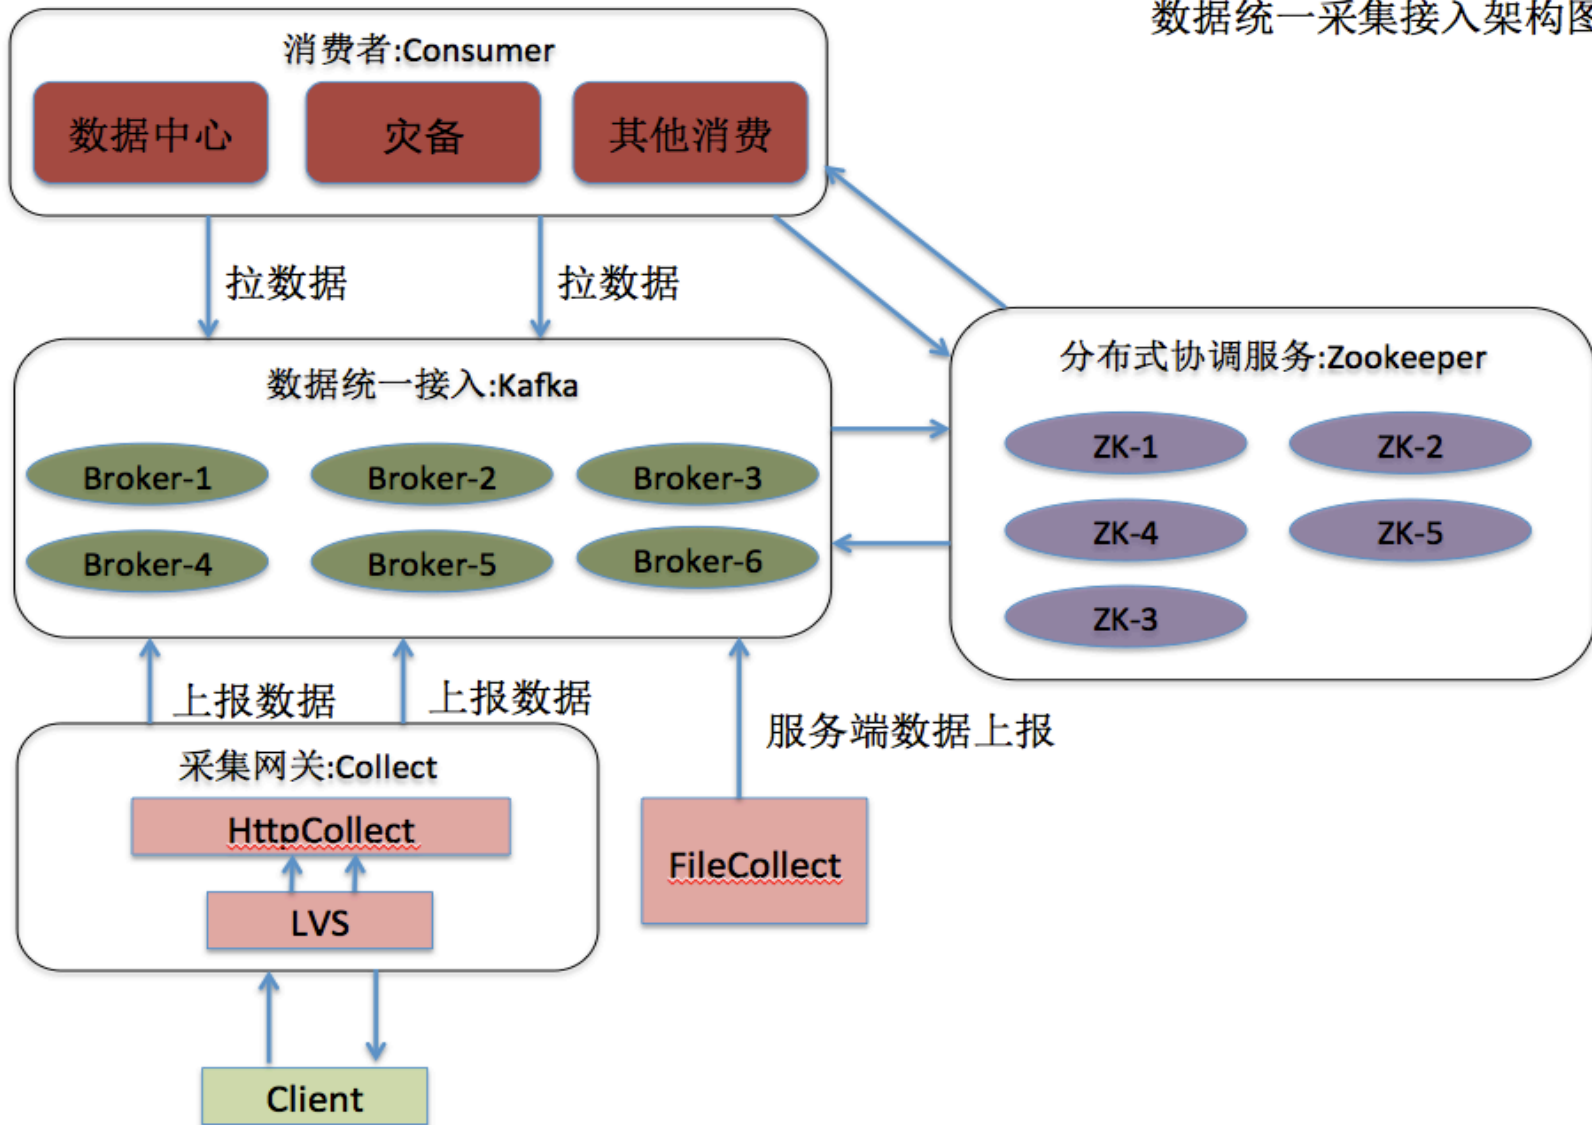 数据统一采集接入架构图
消费者:Consumer
数据中心
灾备
其他消费
拉数据
拉数据
数据统一接入:Kafka
Broker-1
Broker-2
Broker-3
Broker-4
Broker-5
Broker-6
分布式协调服务:Zookeeper
ZK-1
ZK-2
ZK-4
ZK-5
ZK-3
上报数据
上报数据
服务端数据上报
采集网关:Collect
HttpCollect
LVS
FileCollect
Client